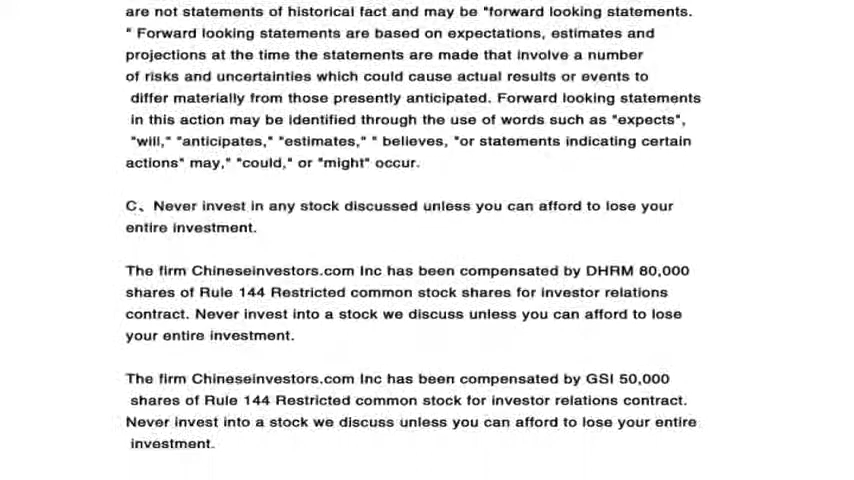 are not statements of historical fact and may be "forward looking statements.
" Forward looking statements are based on expectations, estimates and
projections at the time the statements are made that involve a number
of risks and uncertainties which could cause actual results or events to
differ materially from those presently anticipated. Forward looking statements
in this action may be identified through the use of words such as "expects",
"will," "anticipates," "estimates," " believes, "or statements indicating certain
actions" may," "could," or "might" occur.
C、Never invest in any stock discussed unless you can afford to lose your
entire investment.
The firm Chineseinvestors.com Inc has been compensated by DHRM 80,000
shares of Rule 144 Restricted common stock shares for investor relations
contract. Never invest into a stock we discuss unless you can afford to lose
your entire investment.
The firm Chineseinvestors.com Inc has been compensated by GSI 50,000
shares of Rule 144 Restricted common stock for investor relations contract.
Never invest into a stock we discuss unless you can afford to lose your entire
investment.